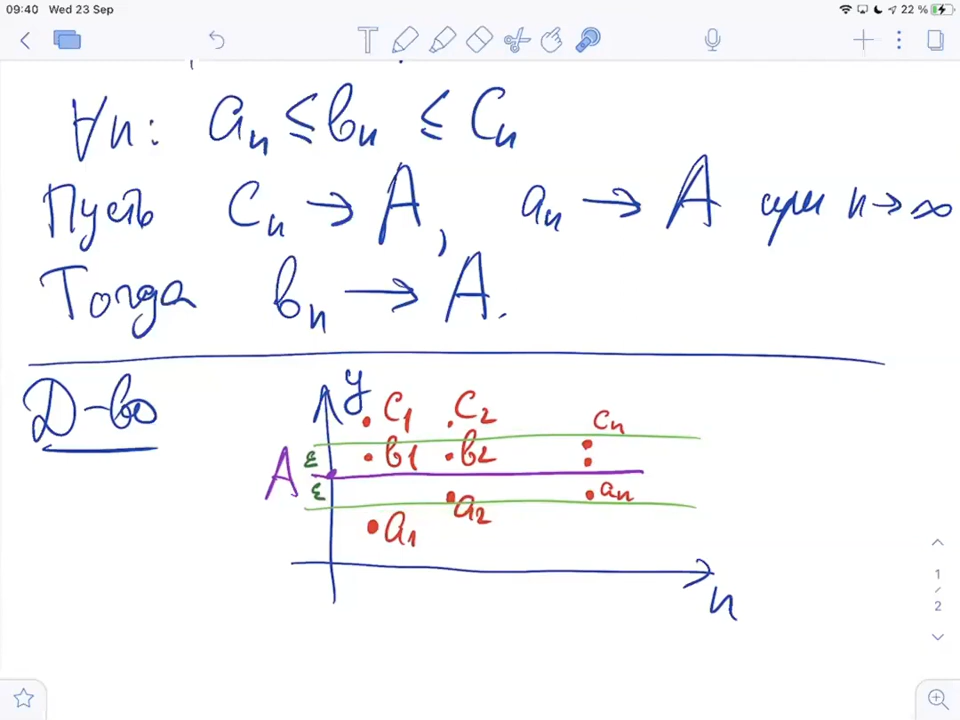 09:40 Wed 23 Sep 22 %
T
∀n: aₙ ≤ bₙ ≤ Cₙ
Пусть Cₙ → A, aₙ → A при n → ∞
Тогда bₙ → A.
Д-во
y
C₁ C₂ Cₙ
ε b₁ b₂
A
ε aₙ
a₂
a₁
n
1
/
2